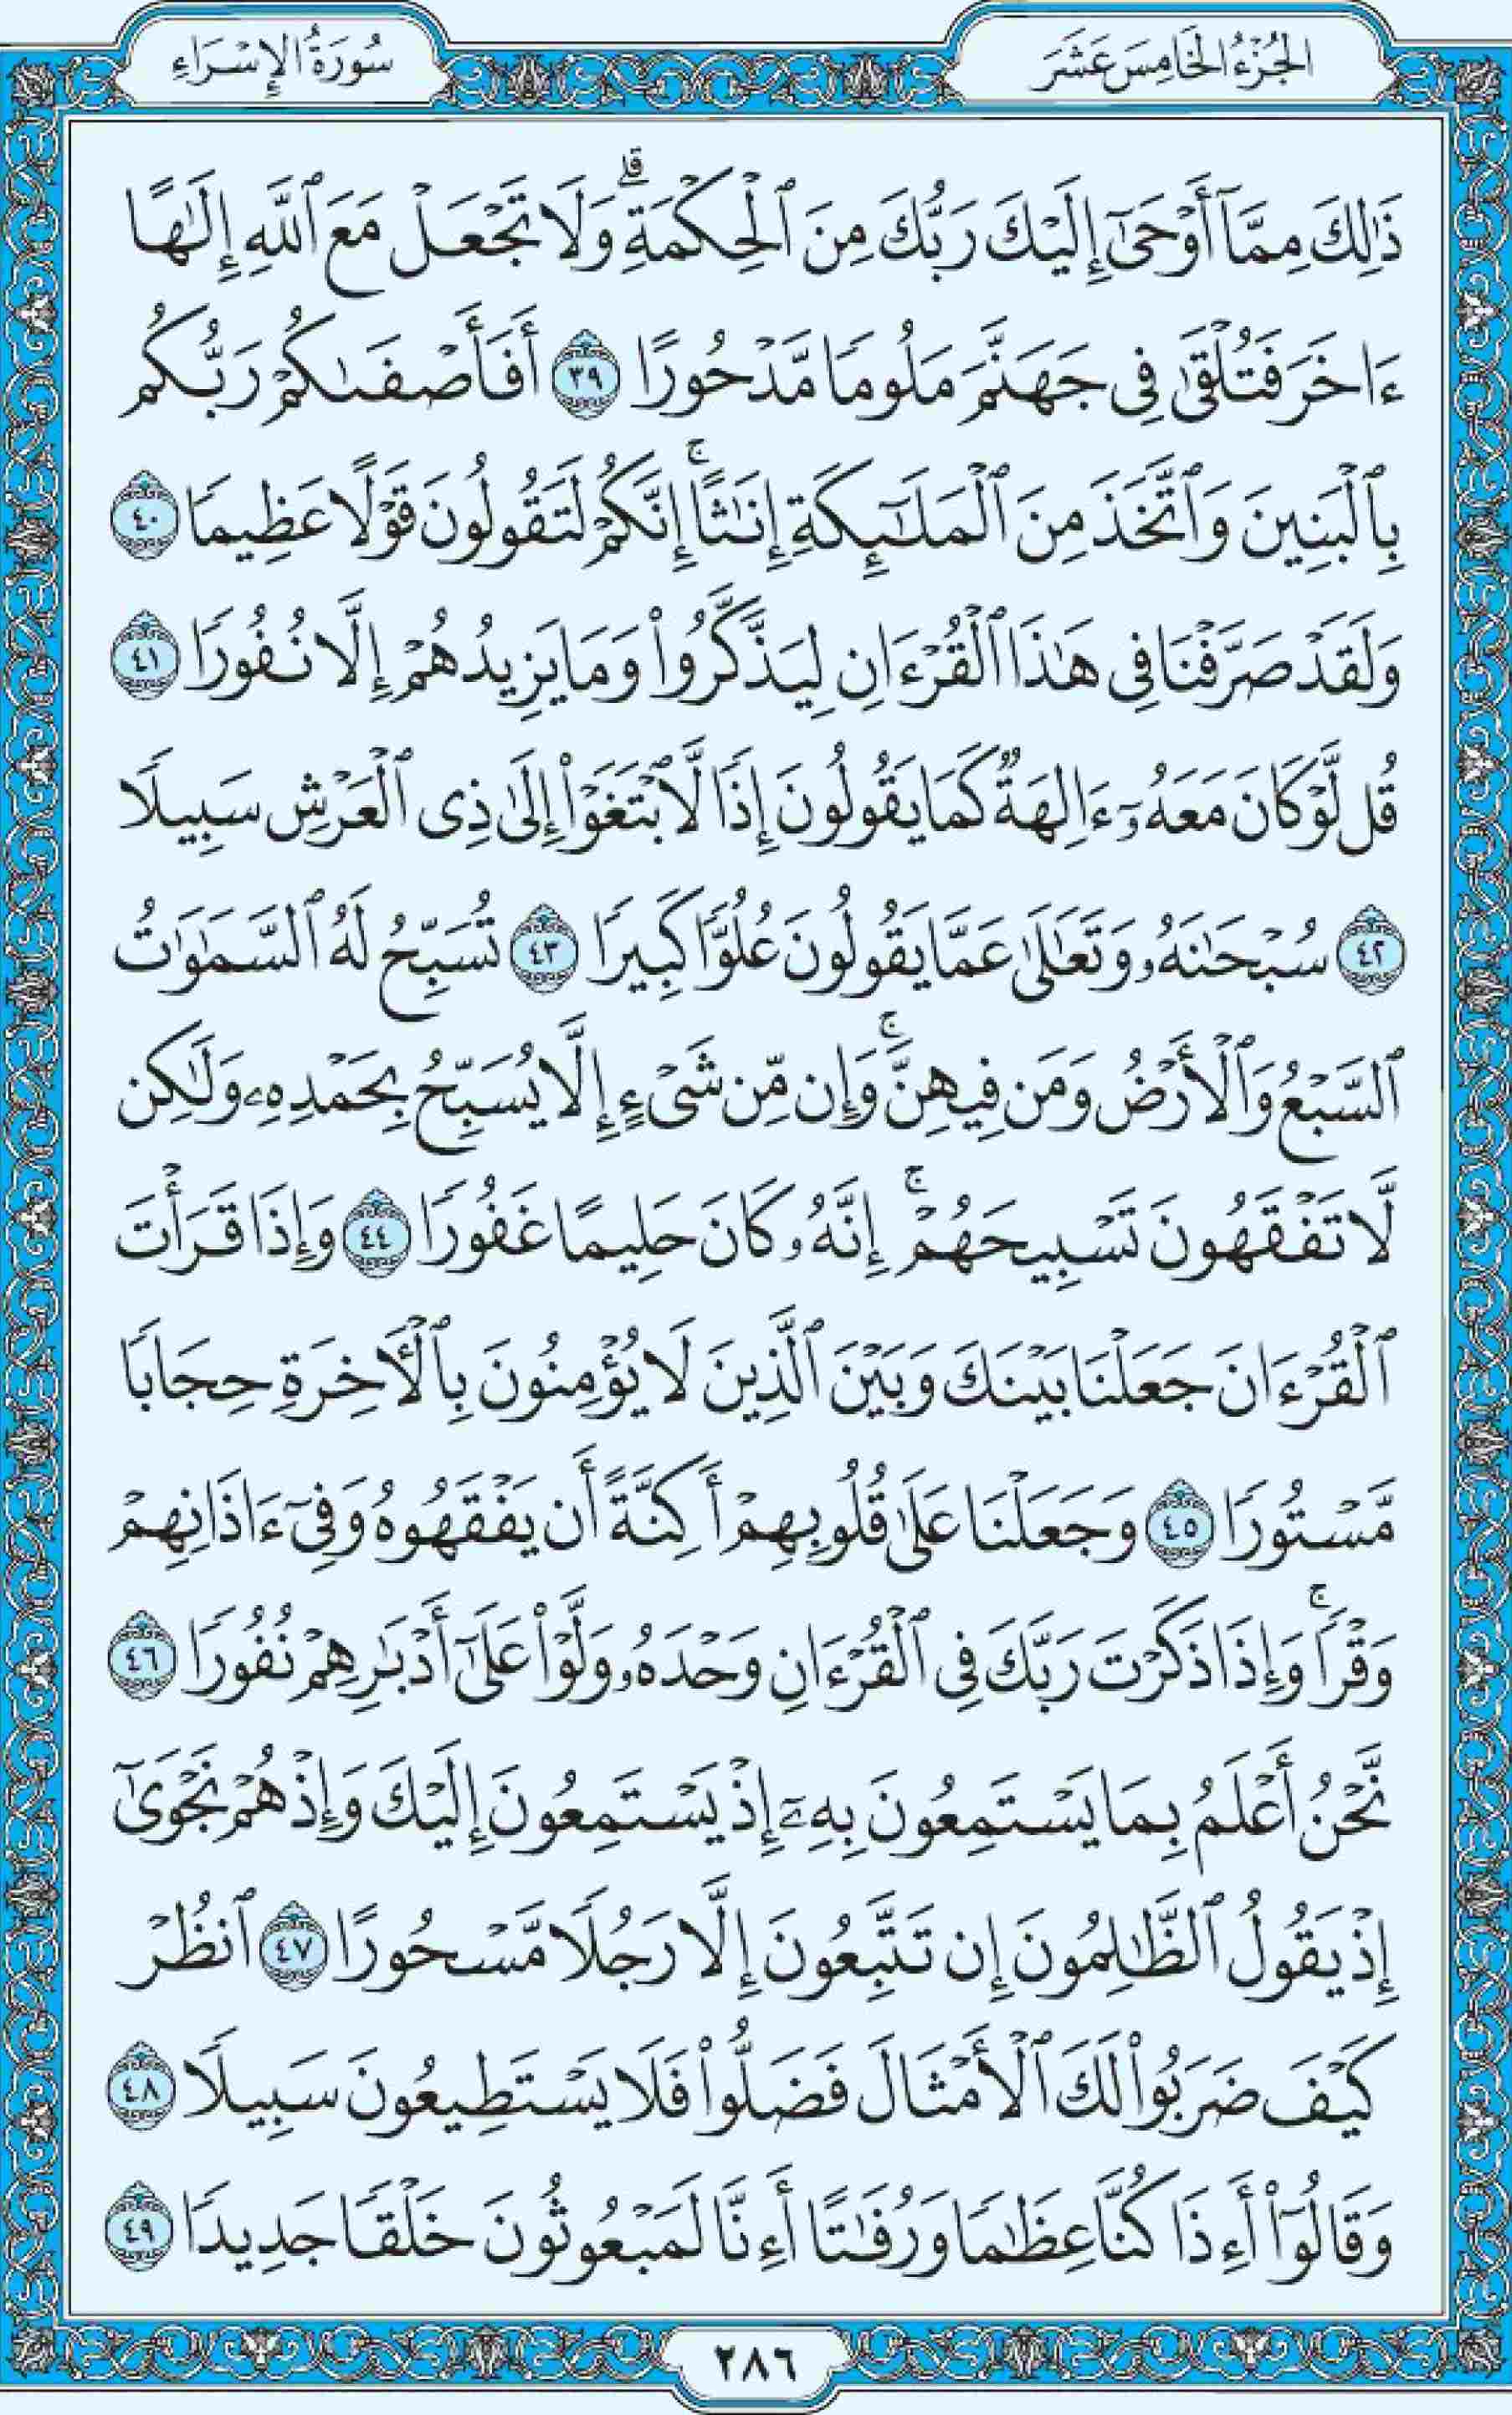 الجُزْءُ الخَامِسَ عَشَرَ
سُورَةُ الإِسْرَاءِ
ذَٰلِكَ مِمَّآ أَوْحَىٰٓ إِلَيْكَ رَبُّكَ مِنَ ٱلْحِكْمَةِۗ وَلَا تَجْعَلْ مَعَ ٱللَّهِ إِلَٰهًا
ءَاخَرَ فَتُلْقَىٰ فِى جَهَنَّمَ مَلُومًا مَّدْحُورًا ٣٩ أَفَأَصْفَىٰكُمْ رَبُّكُم
بِٱلْبَنِينَ وَٱتَّخَذَ مِنَ ٱلْمَلَٰٓئِكَةِ إِنَٰثًاۚ إِنَّكُمْ لَتَقُولُونَ قَوْلًا عَظِيمًا ٤٠
وَلَقَدْ صَرَّفْنَا فِى هَٰذَا ٱلْقُرْءَانِ لِيَذَّكَّرُوا۟ وَمَا يَزِيدُهُمْ إِلَّا نُفُورًا ٤١
قُل لَّوْ كَانَ مَعَهُۥٓ ءَالِهَةٌ كَمَا يَقُولُونَ إِذًا لَّٱبْتَغَوْا۟ إِلَىٰ ذِى ٱلْعَرْشِ سَبِيلًا
٤٢ سُبْحَٰنَهُۥ وَتَعَٰلَىٰ عَمَّا يَقُولُونَ عُلُوًّا كَبِيرًا ٤٣ تُسَبِّحُ لَهُ ٱلسَّمَٰوَٰتُ
ٱلسَّبْعُ وَٱلْأَرْضُ وَمَن فِيهِنَّۚ وَإِن مِّن شَىْءٍ إِلَّا يُسَبِّحُ بِحَمْدِهِۦ وَلَٰكِن
لَّا تَفْقَهُونَ تَسْبِيحَهُمْۚ إِنَّهُۥ كَانَ حَلِيمًا غَفُورًا ٤٤ وَإِذَا قَرَأْتَ
ٱلْقُرْءَانَ جَعَلْنَا بَيْنَكَ وَبَيْنَ ٱلَّذِينَ لَا يُؤْمِنُونَ بِٱلْـَٔاخِرَةِ حِجَابًا
مَّسْتُورًا ٤٥ وَجَعَلْنَا عَلَىٰ قُلُوبِهِمْ أَكِنَّةً أَن يَفْقَهُوهُ وَفِىٓ ءَاذَانِهِمْ
وَقْرًاۚ وَإِذَا ذَكَرْتَ رَبَّكَ فِى ٱلْقُرْءَانِ وَحْدَهُۥ وَلَّوْا۟ عَلَىٰٓ أَدْبَٰرِهِمْ نُفُورًا ٤٦
نَّحْنُ أَعْلَمُ بِمَا يَسْتَمِعُونَ بِهِۦٓ إِذْ يَسْتَمِعُونَ إِلَيْكَ وَإِذْ هُمْ نَجْوَىٰٓ
إِذْ يَقُولُ ٱلظَّٰلِمُونَ إِن تَتَّبِعُونَ إِلَّا رَجُلًا مَّسْحُورًا ٤٧ ٱنظُرْ
كَيْفَ ضَرَبُوا۟ لَكَ ٱلْأَمْثَالَ فَضَلُّوا۟ فَلَا يَسْتَطِيعُونَ سَبِيلًا ٤٨
وَقَالُوٓا۟ أَءِذَا كُنَّا عِظَٰمًا وَرُفَٰتًا أَءِنَّا لَمَبْعُوثُونَ خَلْقًا جَدِيدًا ٤٩
٢٨٦